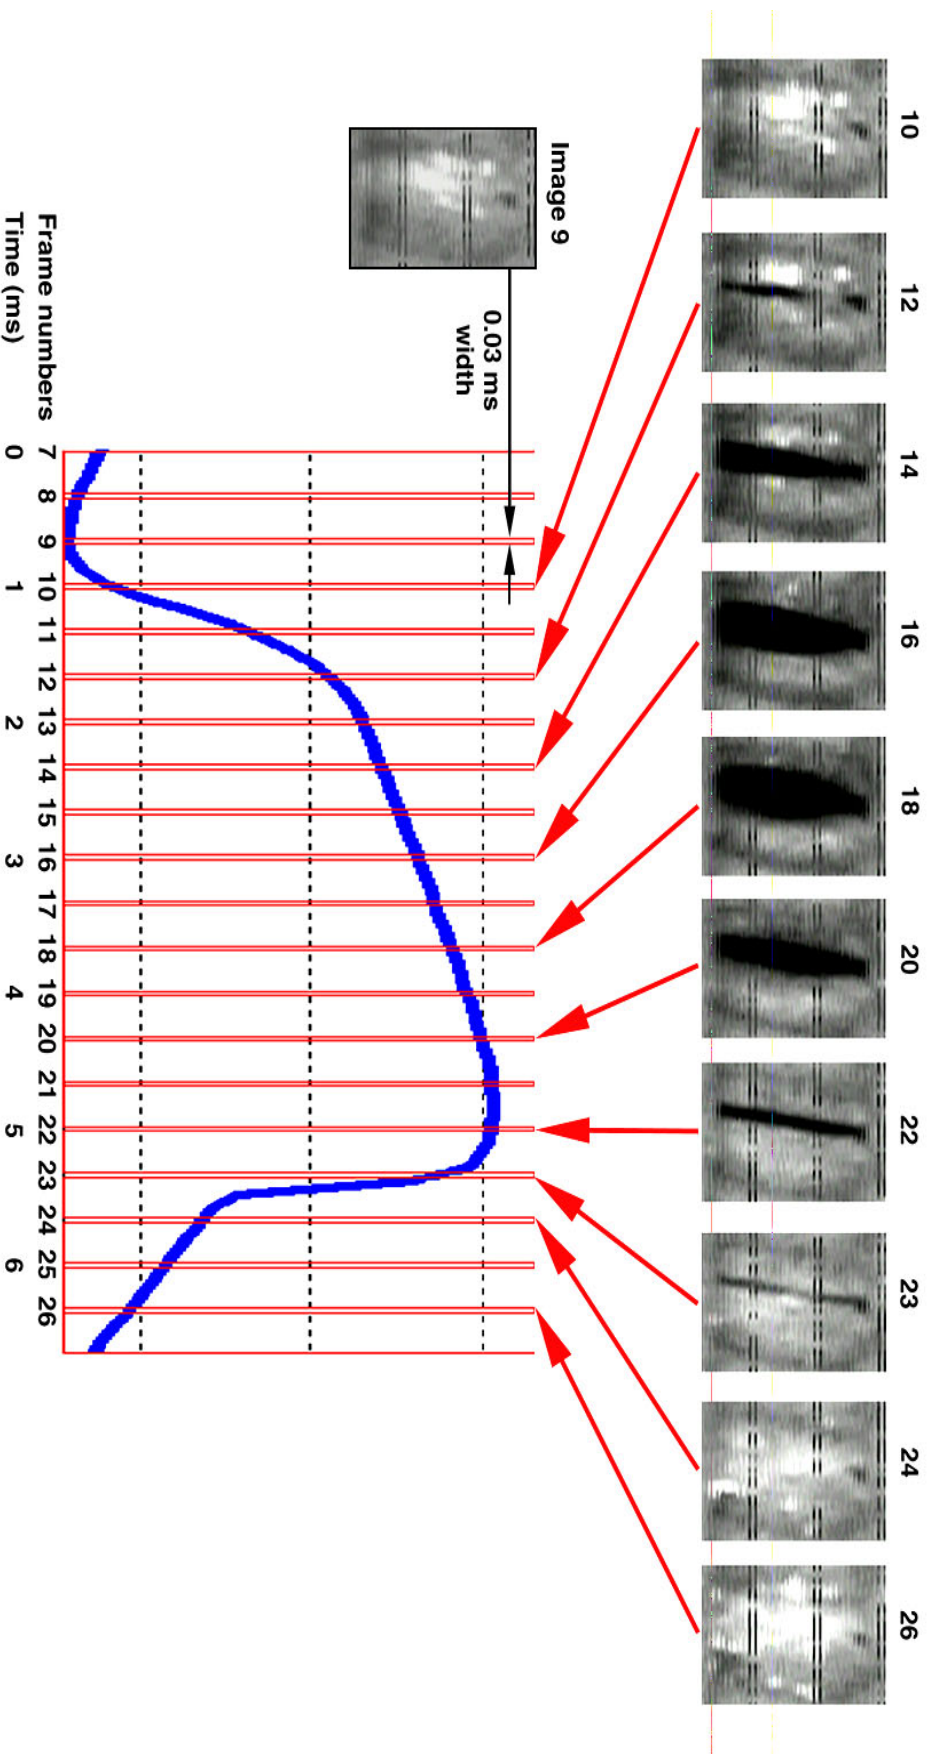 10 12 14 16 18 20 22 23 24 26
Image 9
0.03 ms
width
Frame numbers 7 8 9 10 11 12 13 14 15 16 17 18 19 20 21 22 23 24 25 26
Time (ms) 0 1 2 3 4 5 6